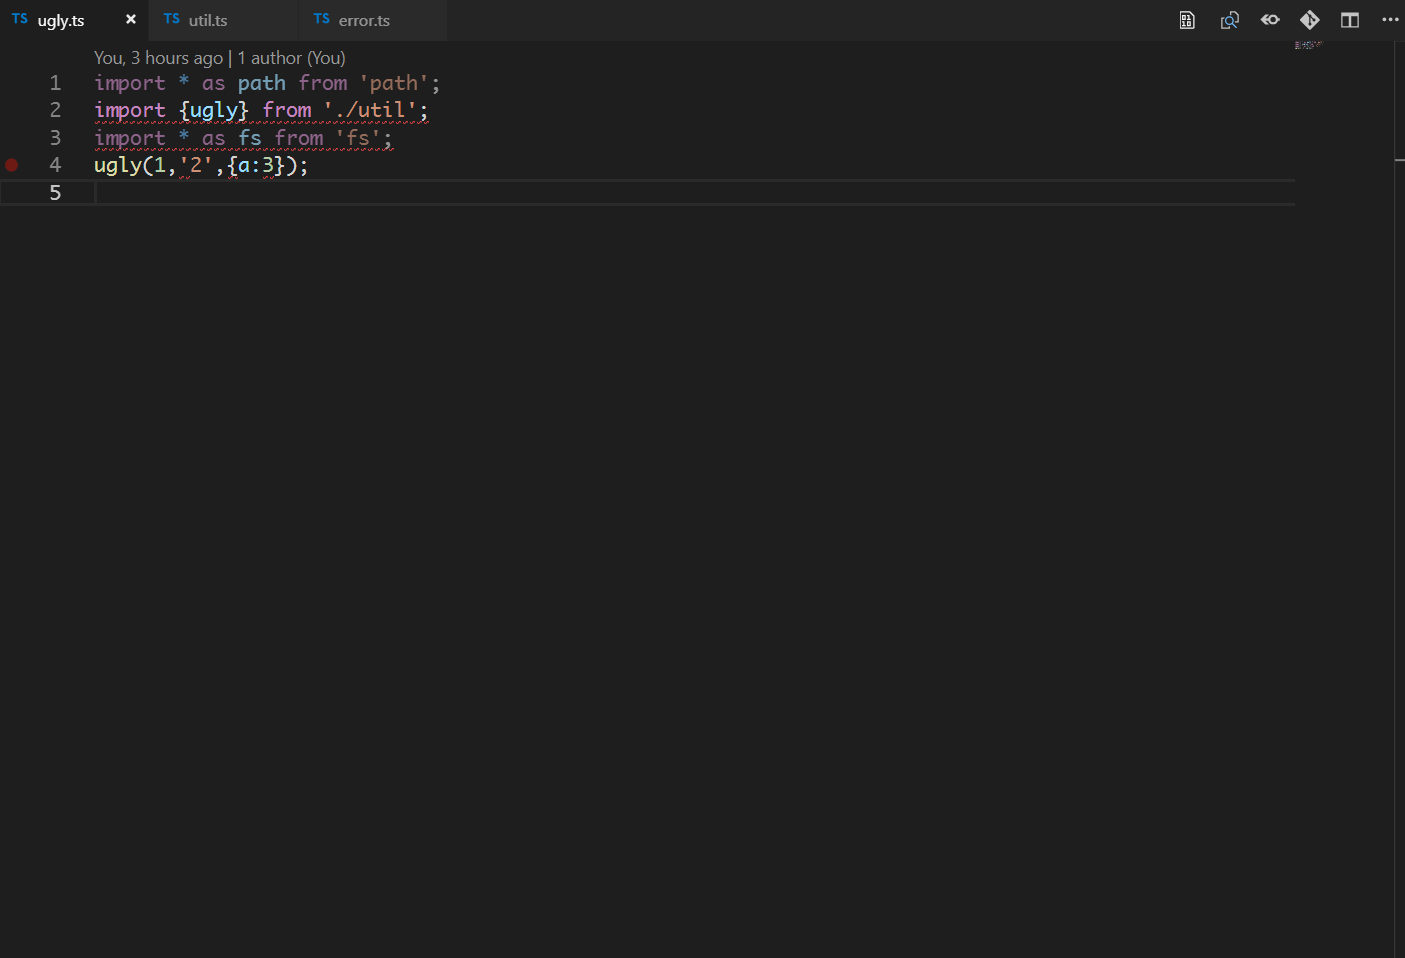 TS ugly.ts × TS util.ts TS error.ts
You, 3 hours ago | 1 author (You)
1 import * as path from 'path';
2 import {ugly} from './util';
3 import * as fs from 'fs';
4 ugly(1,'2',{a:3});
5